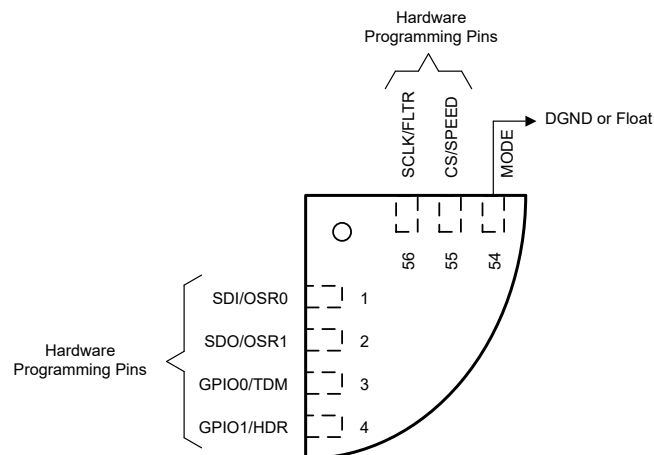 Hardware
Programming Pins
SCLK/FLTR
CS/SPEED
MODE
DGND or Float
56
55
54
SDI/OSR0
1
SDO/OSR1
2
Hardware
Programming Pins
GPIO0/TDM
3
GPIO1/HDR
4